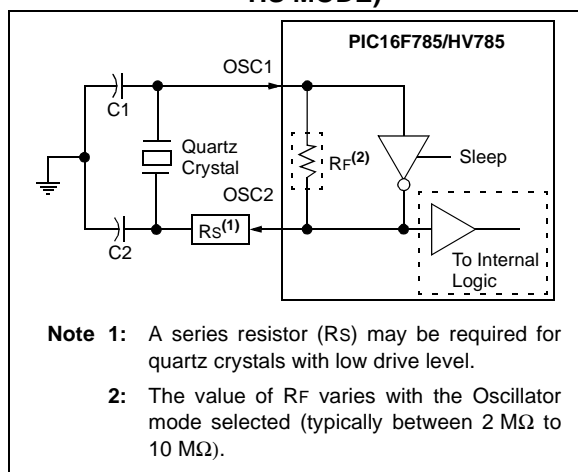 HS MODE)
PIC16F785/HV785
OSC1
C1
Quartz
Crystal
RF(2)
Sleep
OSC2
RS(1)
C2
To Internal
Logic
Note 1: A series resistor (RS) may be required for
quartz crystals with low drive level.
2: The value of RF varies with the Oscillator
mode selected (typically between 2 MΩ to
10 MΩ).